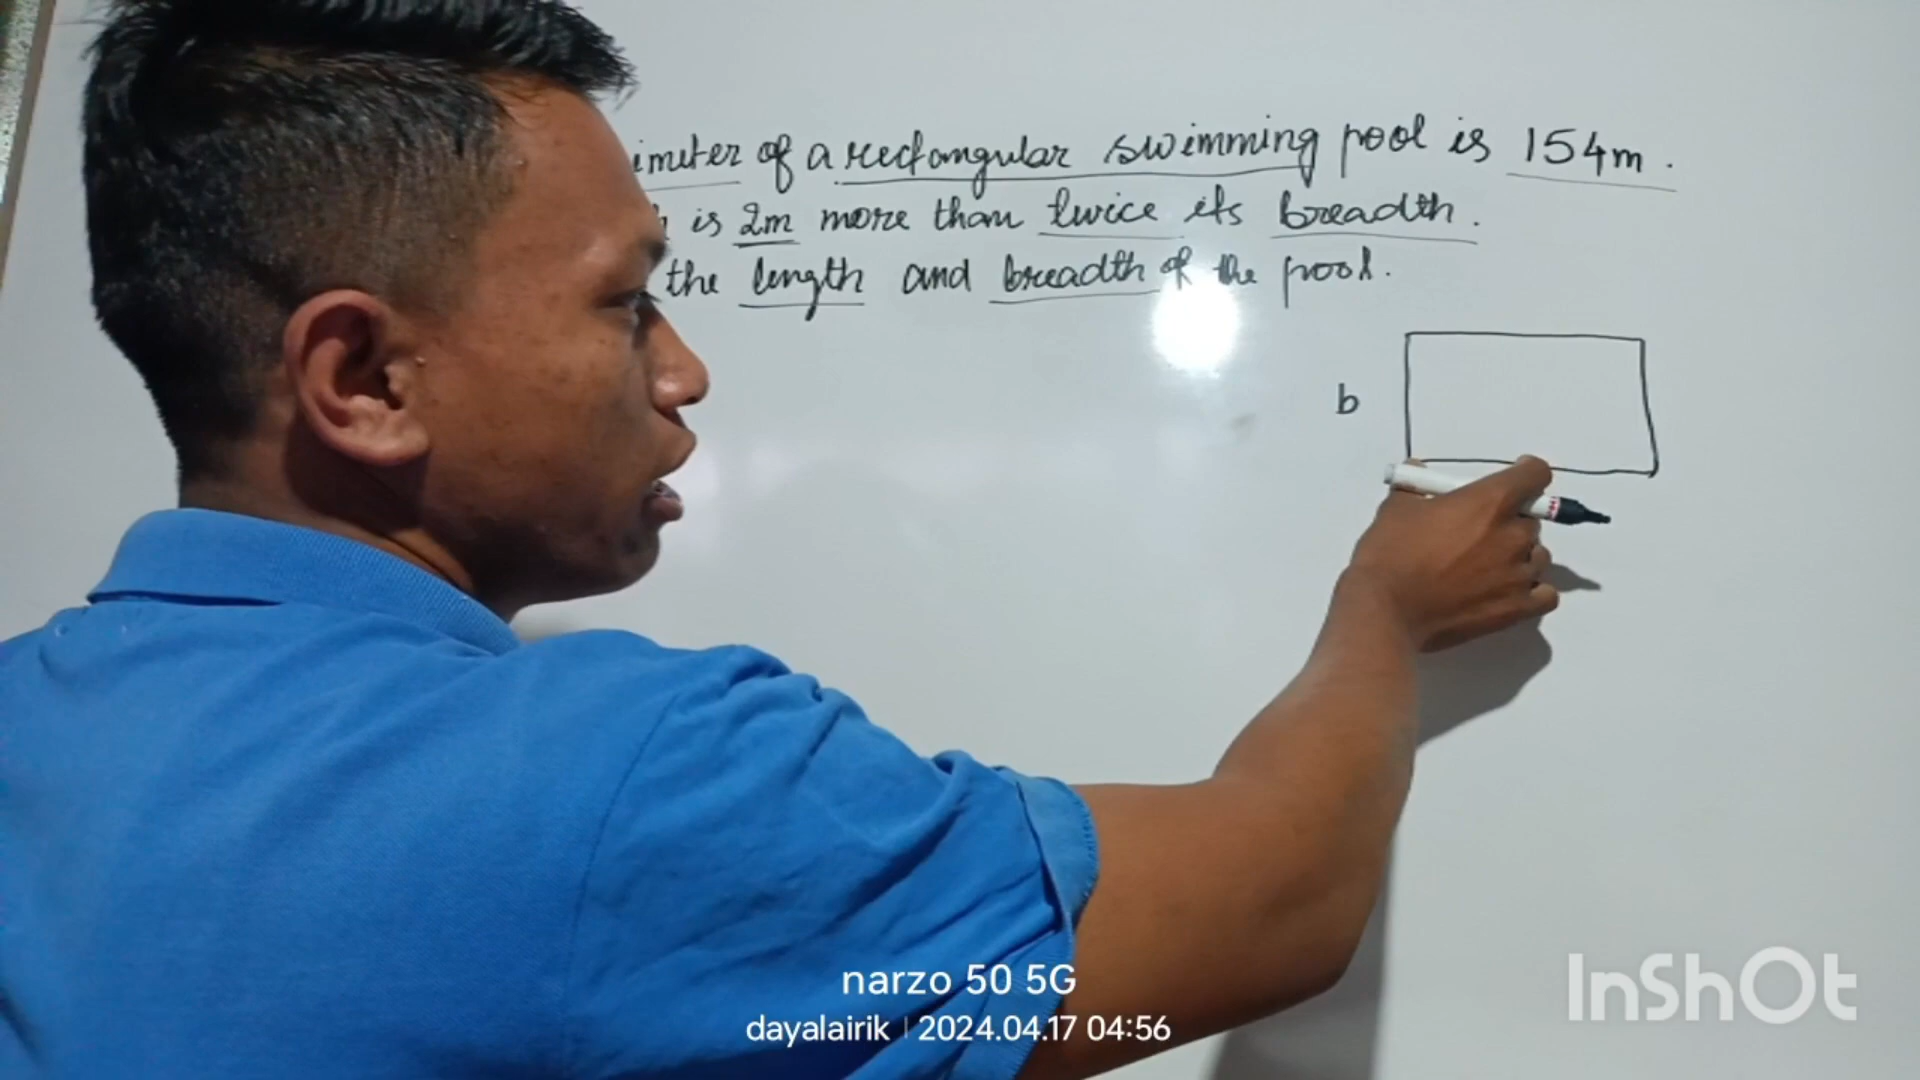 of a rectangular swimming pool is 154m.
is 2m more than twice its breadth.
the length and breadth of the pool.
b
narzo 50 5G
dayalairik | 2024.04.17 04:56
InShOt